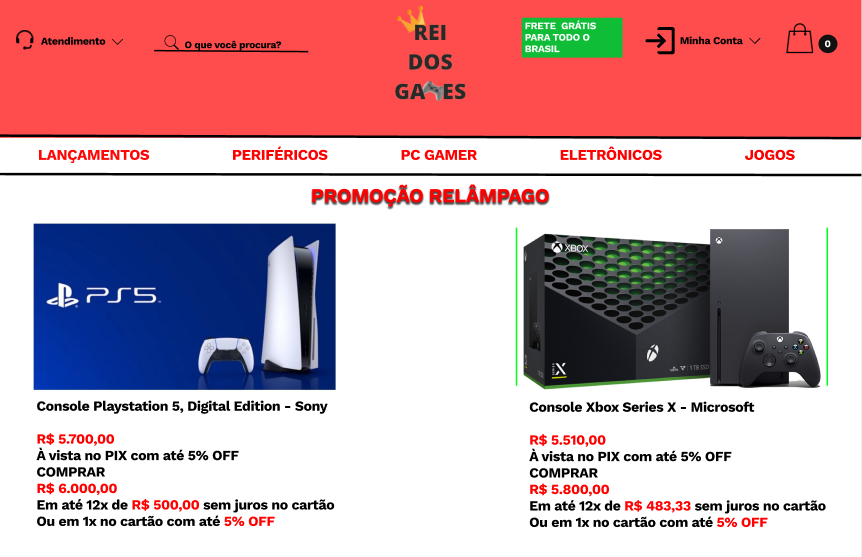 Atendimento
O que você procura?
REI
DOS
GAMES
FRETE GRÁTIS
PARA TODO O
BRASIL
Minha Conta
0
LANÇAMENTOS
PERIFÉRICOS
PC GAMER
ELETRÔNICOS
JOGOS
PROMOÇÃO RELÂMPAGO
PS5
XBOX
SERIES X
1TB SSD
Console Playstation 5, Digital Edition - Sony
R$ 5.700,00
À vista no PIX com até 5% OFF
COMPRAR
R$ 6.000,00
Em até 12x de R$ 500,00 sem juros no cartão
Ou em 1x no cartão com até 5% OFF
Console Xbox Series X - Microsoft
R$ 5.510,00
À vista no PIX com até 5% OFF
COMPRAR
R$ 5.800,00
Em até 12x de R$ 483,33 sem juros no cartão
Ou em 1x no cartão com até 5% OFF